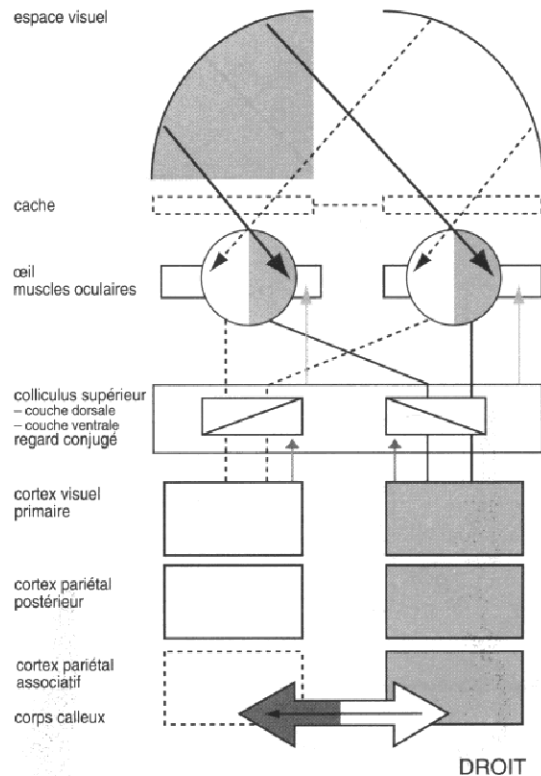 espace visuel
cache
œil
muscles oculaires
colliculus supérieur
– couche dorsale
– couche ventrale
regard conjugé
cortex visuel
primaire
cortex pariétal
postérieur
cortex pariétal
associatif
corps calleux
DROIT